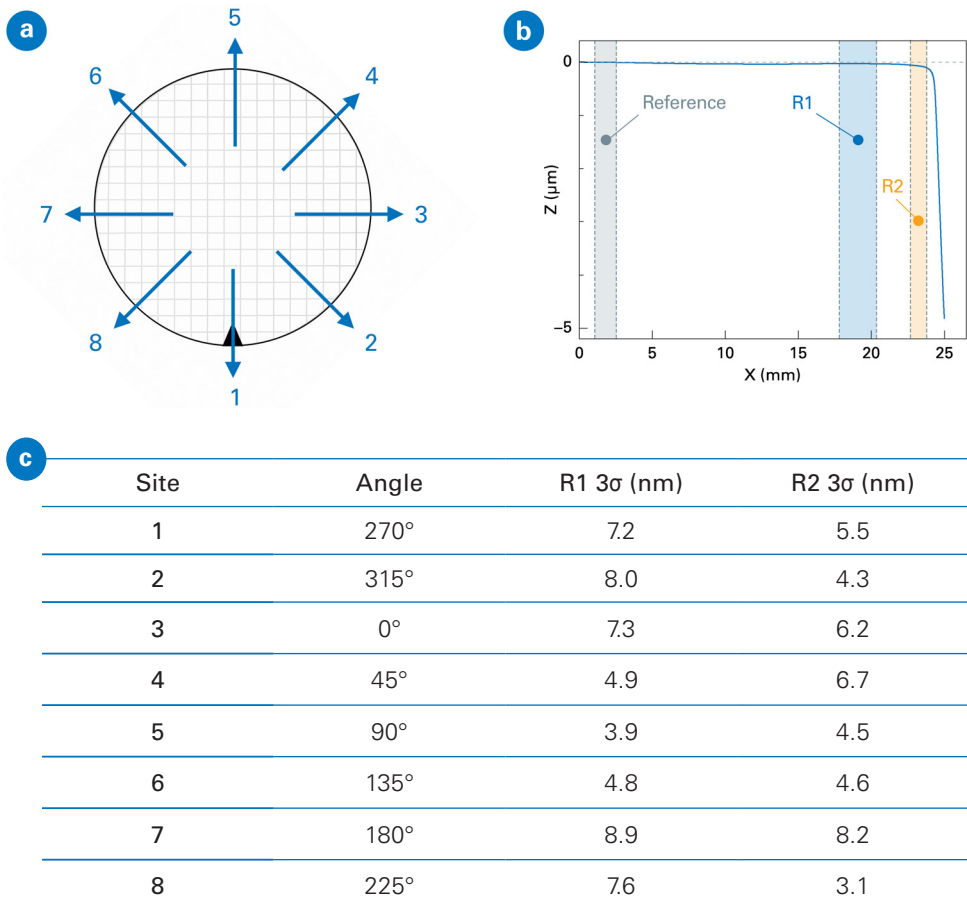 a
5
6
4
7
3
8
2
1
b
0
Reference
R1
R2
Z (μm)
−5
0 5 10 15 20 25
X (mm)
c
Site Angle R1 3σ (nm) R2 3σ (nm)
1 270° 7.2 5.5
2 315° 8.0 4.3
3 0° 7.3 6.2
4 45° 4.9 6.7
5 90° 3.9 4.5
6 135° 4.8 4.6
7 180° 8.9 8.2
8 225° 7.6 3.1